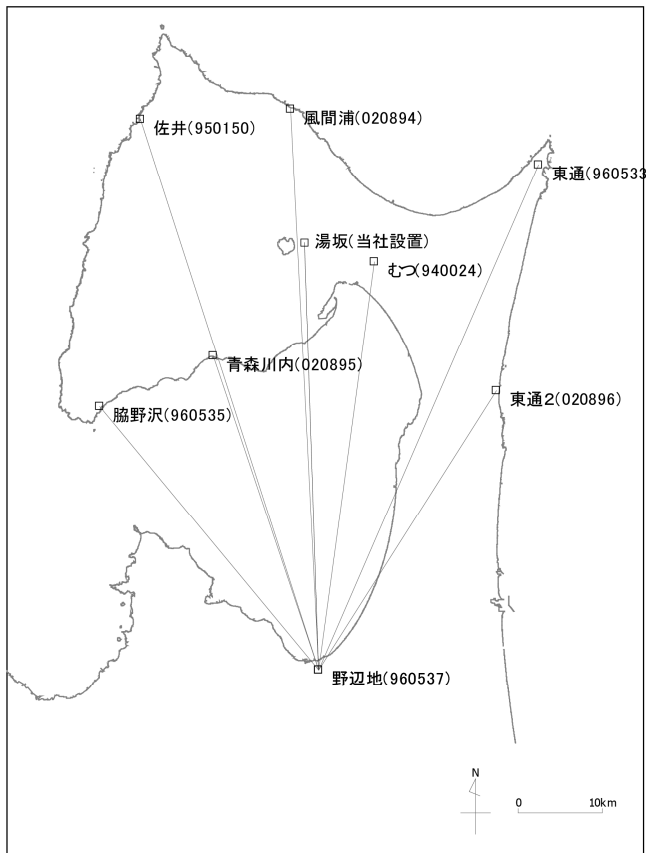 風間浦(020894)
佐井(950150)
東通(960533
湯坂(当社設置)
むつ(940024)
青森川内(020895)
東通2(020896)
脇野沢(960535)
野辺地(960537)
N
0 10km